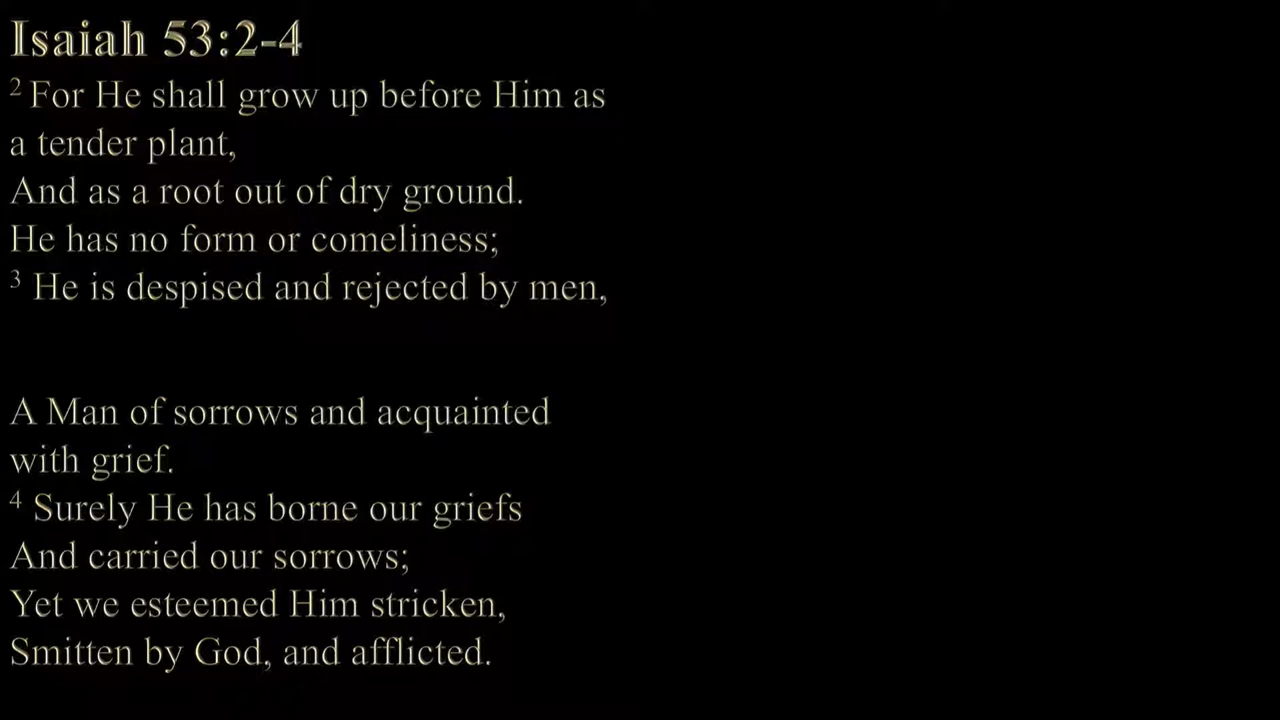 Isaiah 53:2-4
² For He shall grow up before Him as
a tender plant,
And as a root out of dry ground.
He has no form or comeliness;
³ He is despised and rejected by men,
A Man of sorrows and acquainted
with grief.
⁴ Surely He has borne our griefs
And carried our sorrows;
Yet we esteemed Him stricken,
Smitten by God, and afflicted.